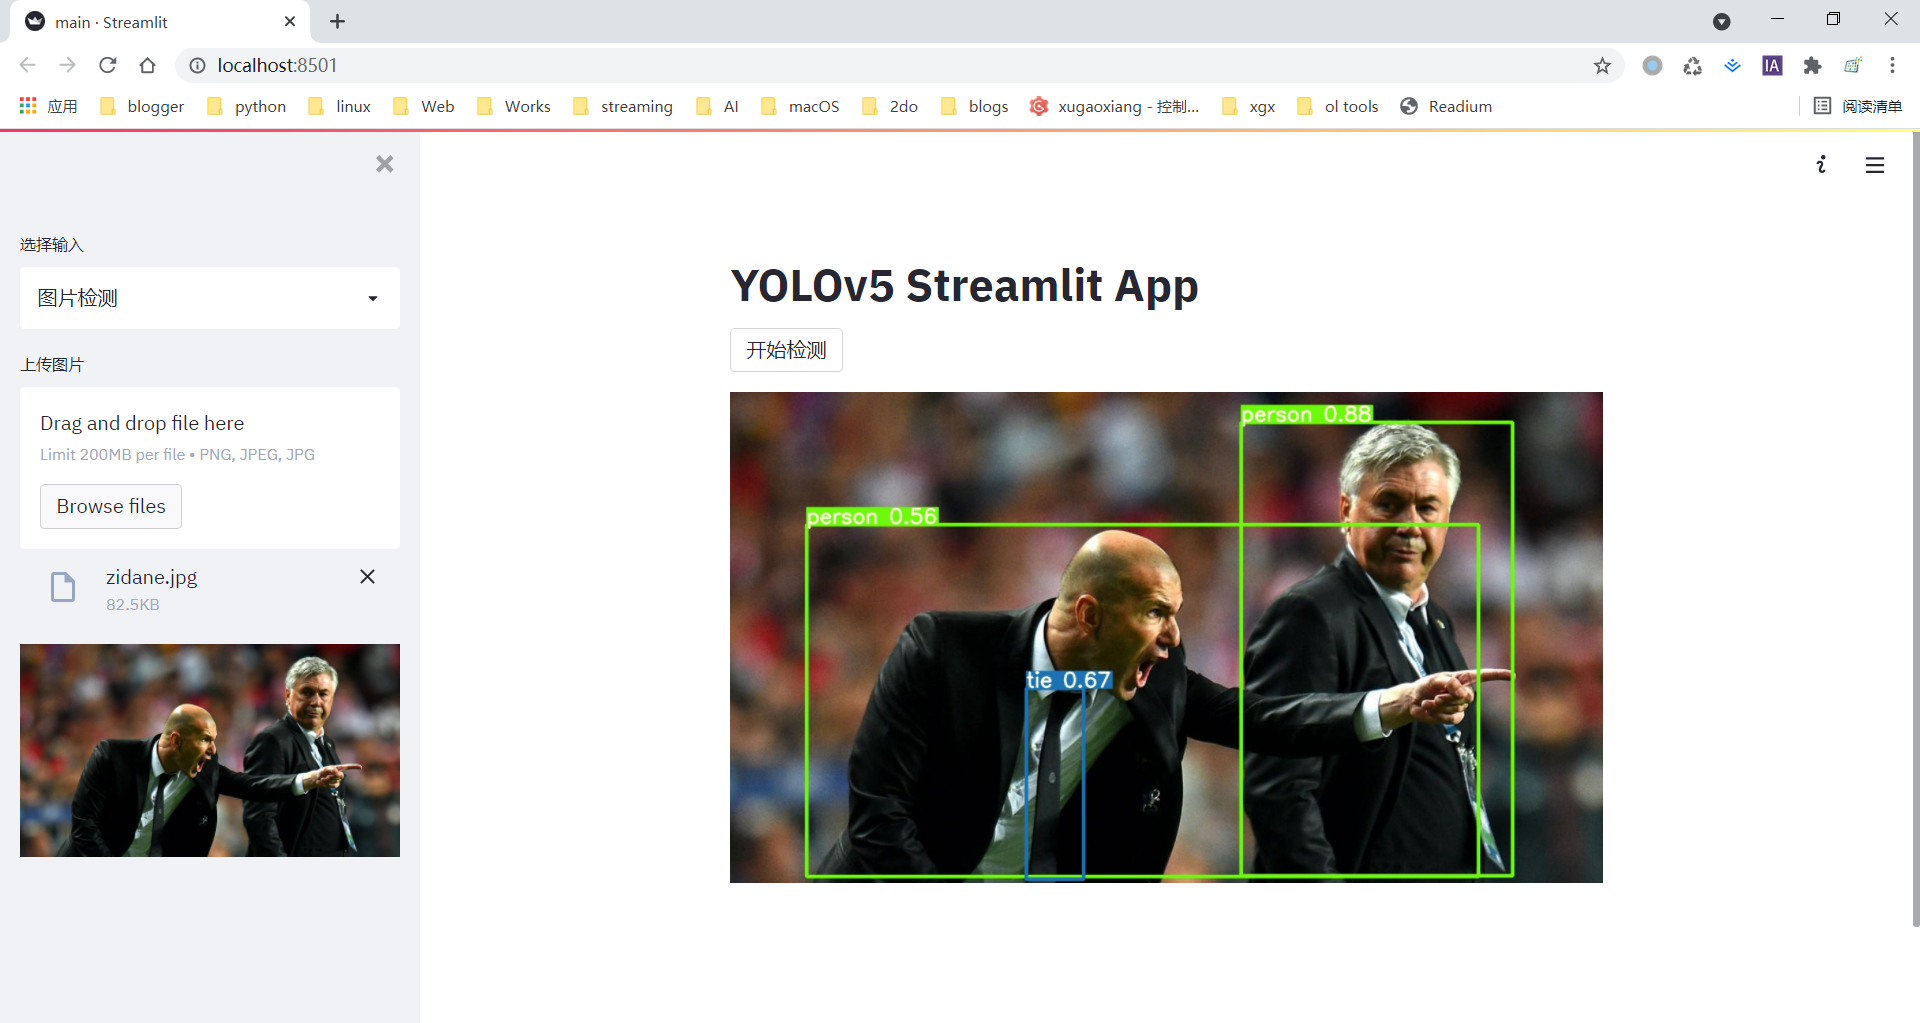 main · Streamlit
localhost:8501
应用 blogger python linux Web Works streaming AI macOS 2do blogs xugaoxiang - 控制... xgx ol tools Readium 阅读清单
IA
选择输入
图片检测
上传图片
Drag and drop file here
Limit 200MB per file • PNG, JPEG, JPG
Browse files
zidane.jpg
82.5KB
YOLOv5 Streamlit App
开始检测
person 0.88
person 0.56
tie 0.67